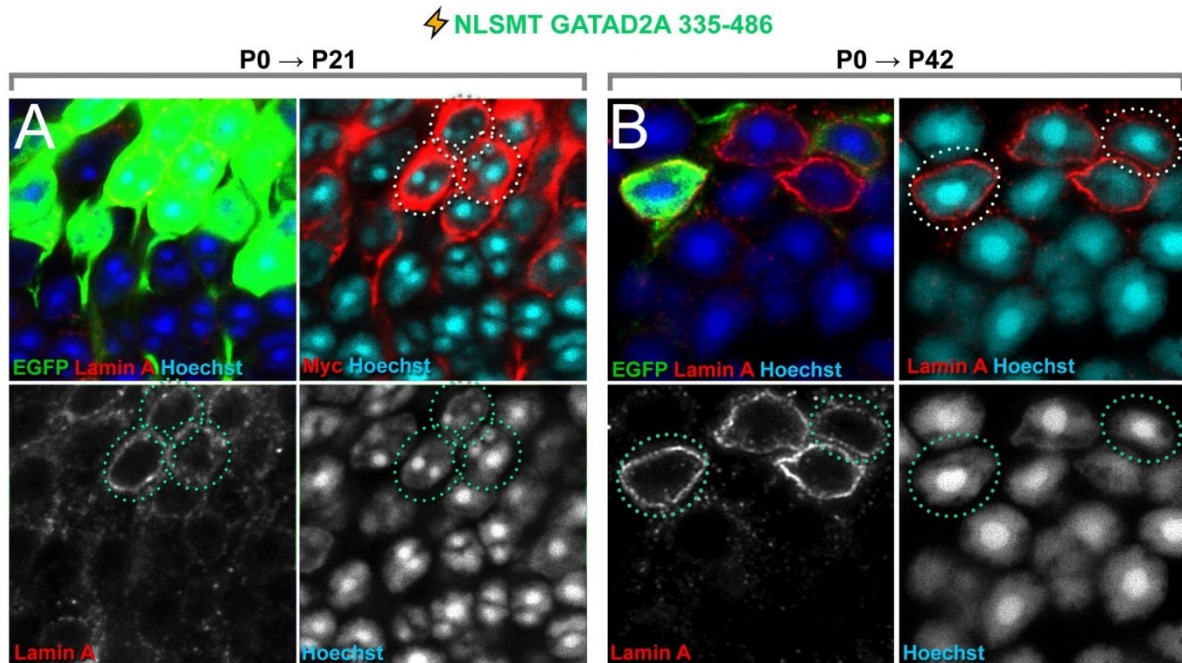 NLSMT GATAD2A 335-486
P0 → P21
P0 → P42
A
B
EGFP Lamin A Hoechst
Myc Hoechst
EGFP Lamin A Hoechst
Lamin A Hoechst
Lamin A
Hoechst
Lamin A
Hoechst